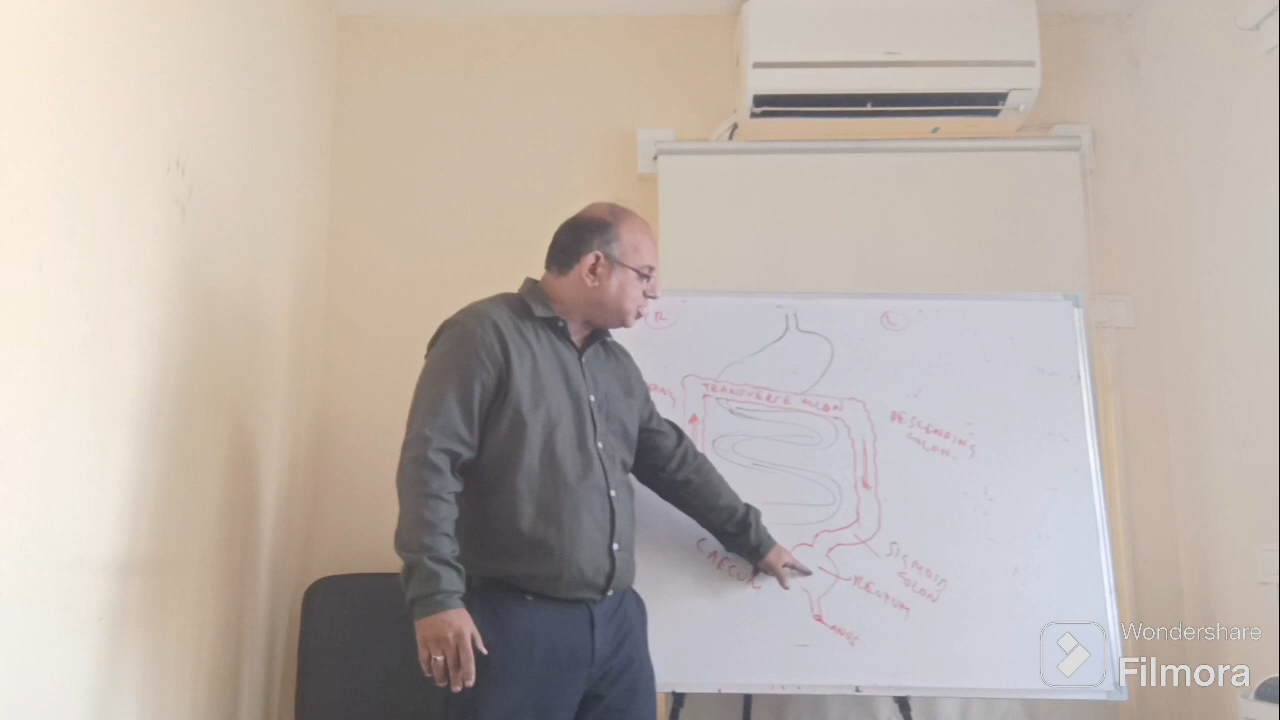 R
L
TRANSVERSE COLON
DESCENDING
COLON.
CAECUM
SIGMOID
COLON
RECTUM
ANUS
Wondershare
Filmora